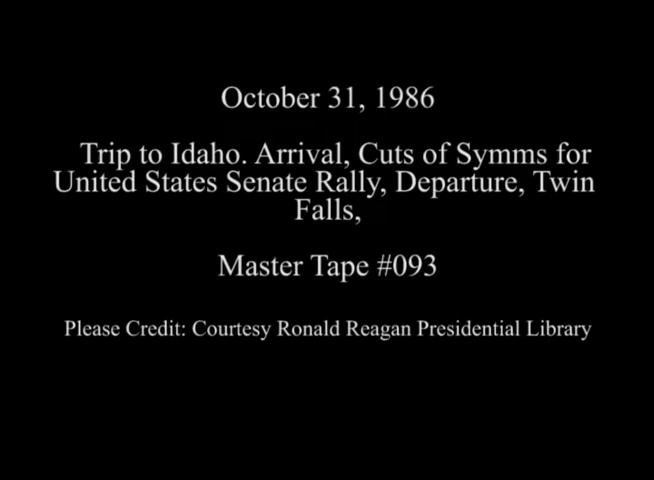 October 31, 1986
Trip to Idaho. Arrival, Cuts of Symms for
United States Senate Rally, Departure, Twin
Falls,
Master Tape #093
Please Credit: Courtesy Ronald Reagan Presidential Library